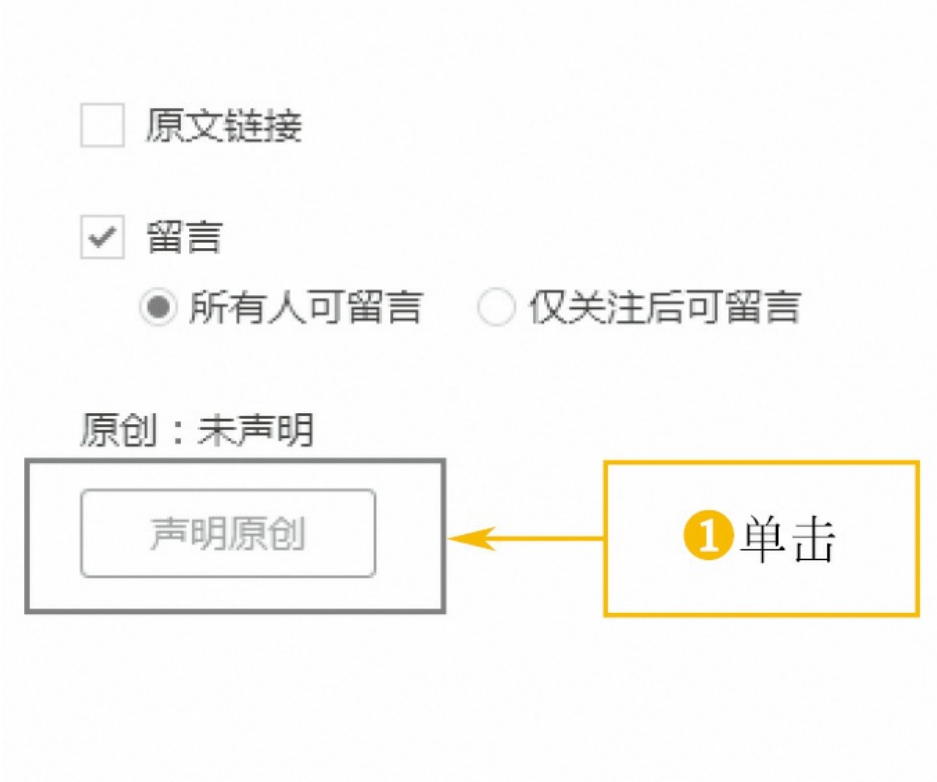 原文链接
留言
所有人可留言 仅关注后可留言
原创：未声明
声明原创
❶单击